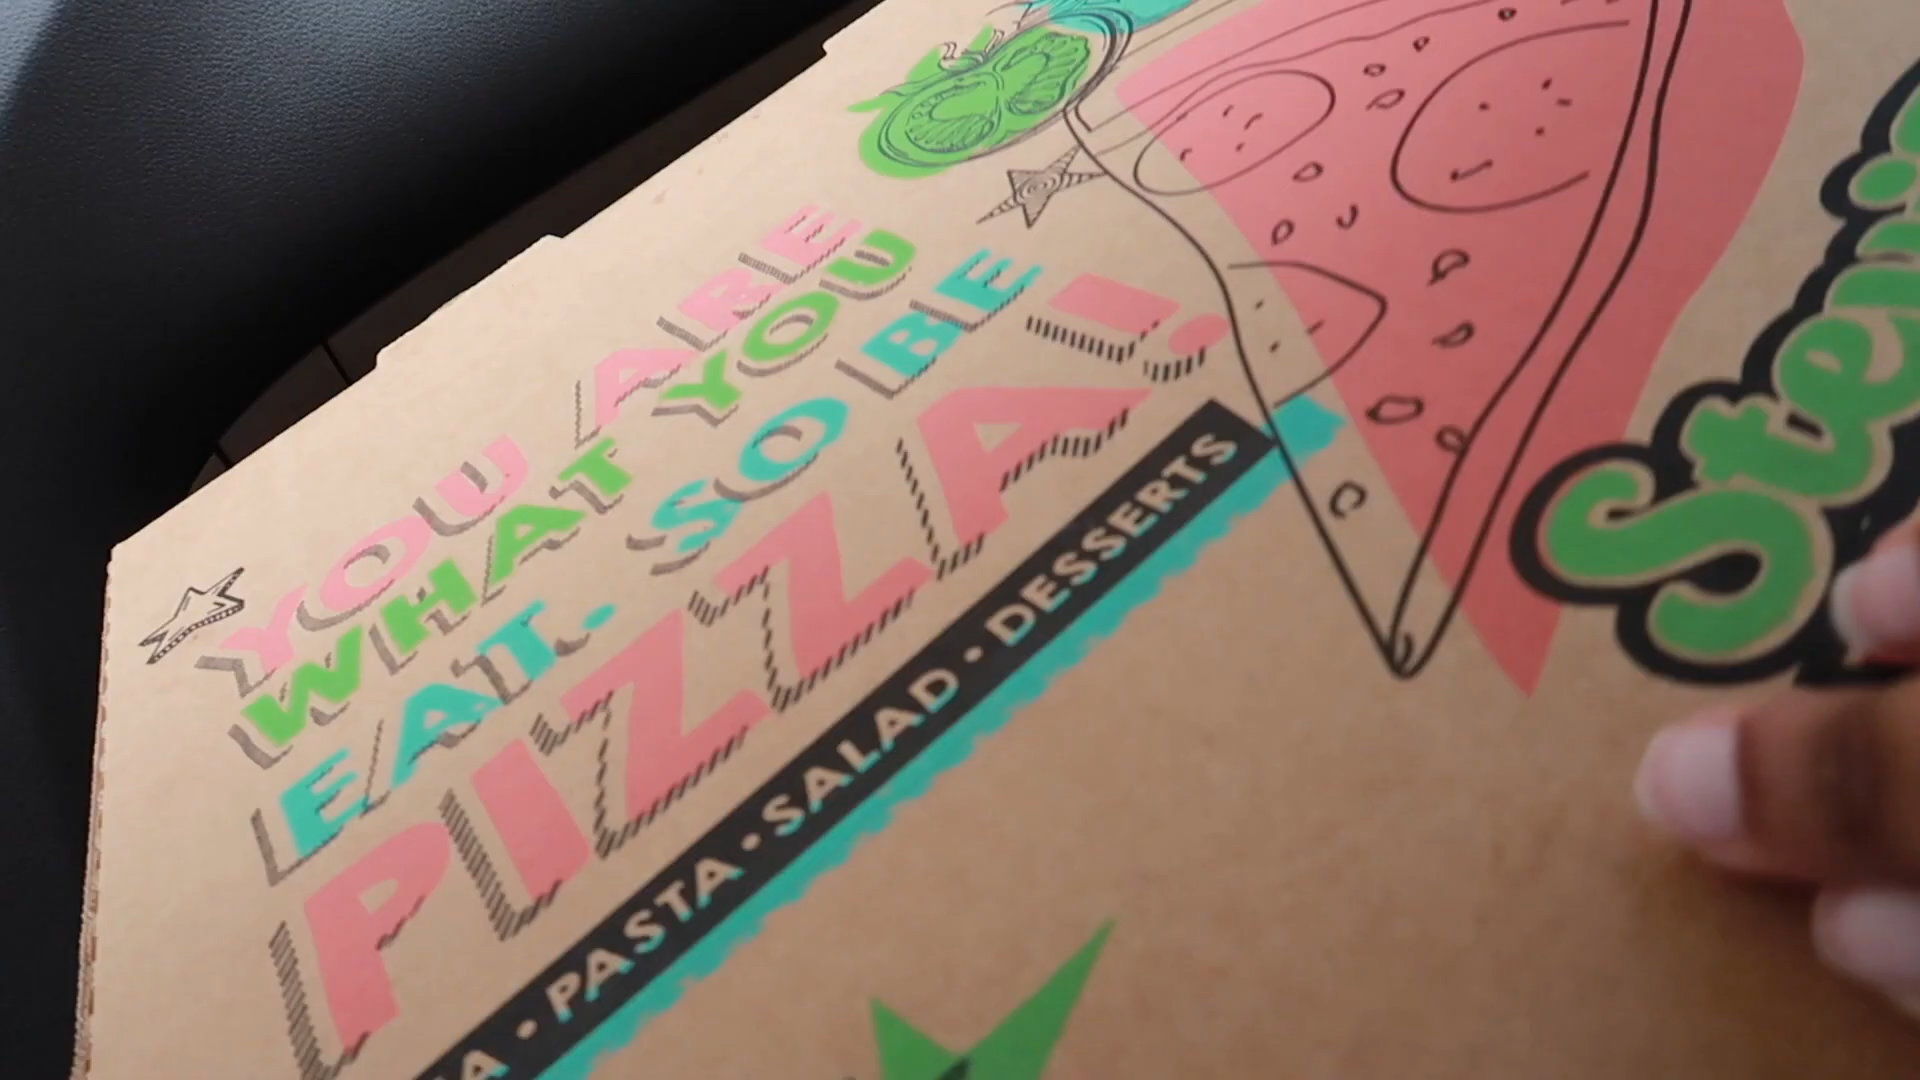 YOU ARE
WHAT YOU
EAT. SO BE
PIZZA!
• PASTA • SALAD • DESSERTS